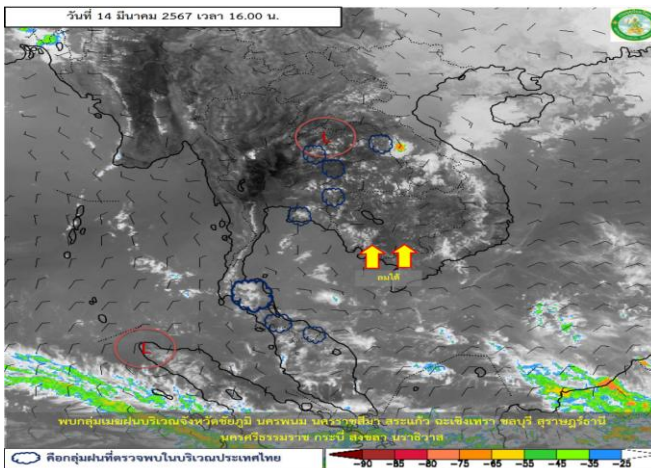 วันที่ 14 มีนาคม 2567 เวลา 16.00 น.
L
ลมใต้
L
พบกลุ่มเมฆฝนบริเวณจังหวัดชัยภูมิ นครพนม นครราชสีมา สระแก้ว ฉะเชิงเทรา ชลบุรี สุราษฎร์ธานี
นครศรีธรรมราช กระบี่ สงขลา นราธิวาส
คือกลุ่มฝนที่ตรวจพบในบริเวณประเทศไทย
-90 -85 -80 -75 -65 -55 -45 -35 -25